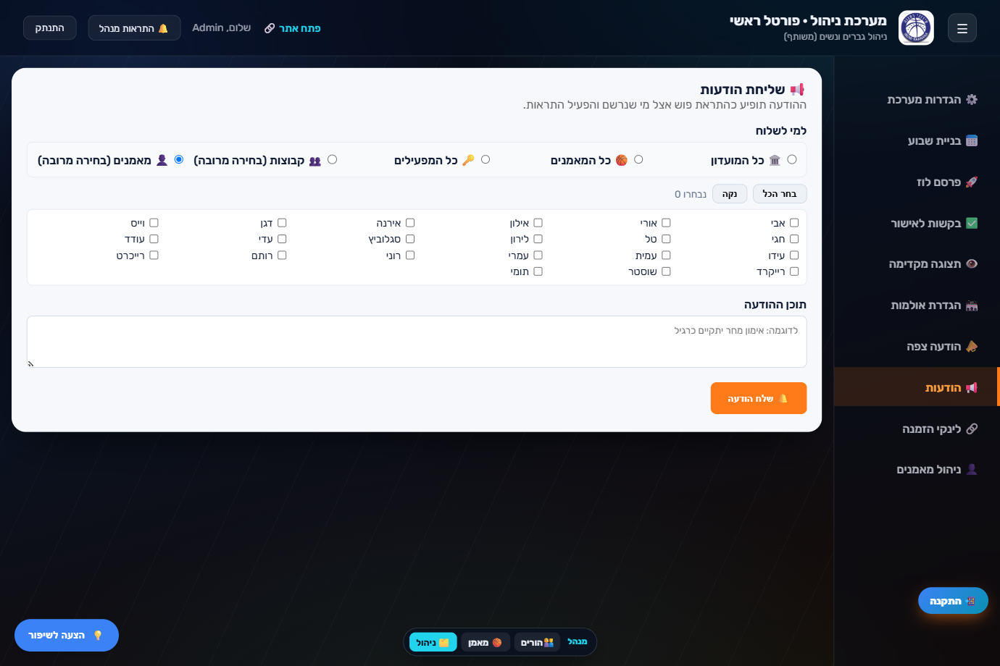 מערכת ניהול • פורטל ראשי
ניהול גברים ונשים (משותף)
פתח אתר
שלום, Admin
התראות מנהל
התנתק
הגדרות מערכת
בניית שבוע
פרסם לוז
בקשות לאישור
תצוגה מקדימה
הגדרת אולמות
הודעה צפה
הודעות
לינקי הזמנה
ניהול מאמנים
התקנה
שליחת הודעות
ההודעה תופיע כהתראת פוש אצל מי שנרשם והפעיל התראות.
למי לשלוח
כל המועדון כל המאמנים כל המפעילים קבוצות (בחירה מרובה) מאמנים (בחירה מרובה)
בחר הכל נקה נבחרו 0
אבי אורי אילון אירנה דגן וייס
חגי טל לירון סגלוביץ עדי עודד
עידו עמית עמרי רוני רותם רייכרט
רייקרד שוסטר תומי
תוכן ההודעה
לדוגמה: אימון מחר יתקיים כרגיל
שלח הודעה
מנהל הורים מאמן ניהול
הצעה לשיפור